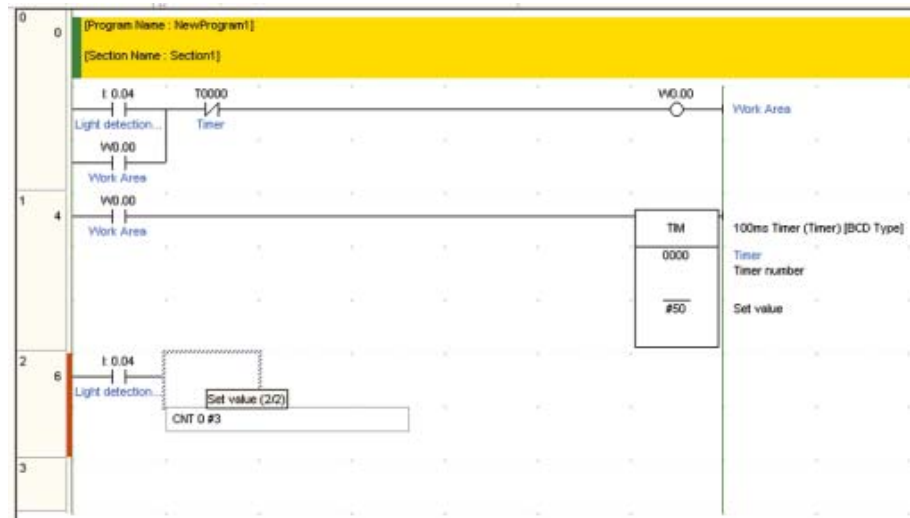 0
0
[Program Name : NewProgram1]
[Section Name : Section1]
I: 0.04
T0000
W0.00
Light detection...
Timer
Work Area
W0.00
Work Area
1
4
W0.00
Work Area
TIM
100ms Timer (Timer) [BCD Type]
0000
Timer
Timer number
#50
Set value
2
6
I: 0.04
Light detection...
Set value (2/2)
CNT 0 #3
3